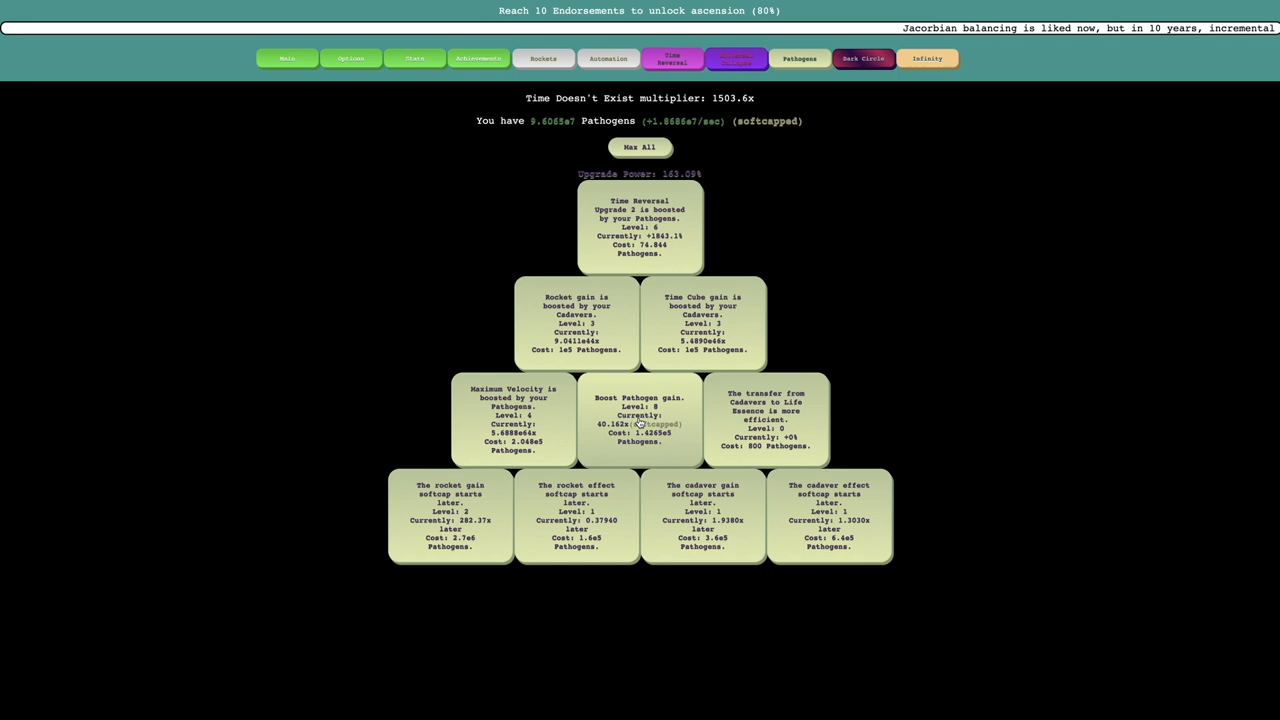 Reach 10 Endorsements to unlock ascension (80%)
Jacorbian balancing is liked now, but in 10 years, incremental
Main Options Stats Achievements Rockets Automation Time Reversal Universal Collapse Pathogens Dark Circle Infinity
Time Doesn't Exist multiplier: 1503.6x
You have 9.6065e7 Pathogens (+1.8686e7/sec) (softcapped)
Max All
Upgrade Power: 163.09%
Time Reversal
Upgrade 2 is boosted
by your Pathogens.
Level: 6
Currently: +1843.1%
Cost: 74.844
Pathogens.
Rocket gain is
boosted by your
Cadavers.
Level: 3
Currently:
9.0411e44x
Cost: 1e5 Pathogens.
Time Cube gain is
boosted by your
Cadavers.
Level: 3
Currently:
5.4890e46x
Cost: 1e5 Pathogens.
Maximum Velocity is
boosted by your
Pathogens.
Level: 4
Currently:
5.6888e64x
Cost: 2.048e5
Pathogens.
Boost Pathogen gain.
Level: 8
Currently:
40.162x
Cost: 1.4265e5
Pathogens.
The transfer from
Cadavers to Life
Essence is more
efficient.
Level: 0
Currently: +0%
Cost: 800 Pathogens.
The rocket gain
softcap starts
later.
Level: 2
Currently: 282.37x
later
Cost: 2.7e6
Pathogens.
The rocket effect
softcap starts
later.
Level: 1
Currently: 0.37940
later
Cost: 1.6e5
Pathogens.
The cadaver gain
softcap starts
later.
Level: 1
Currently: 1.9380x
later
Cost: 3.6e5
Pathogens.
The cadaver effect
softcap starts
later.
Level: 1
Currently: 1.3030x
later
Cost: 6.4e5
Pathogens.